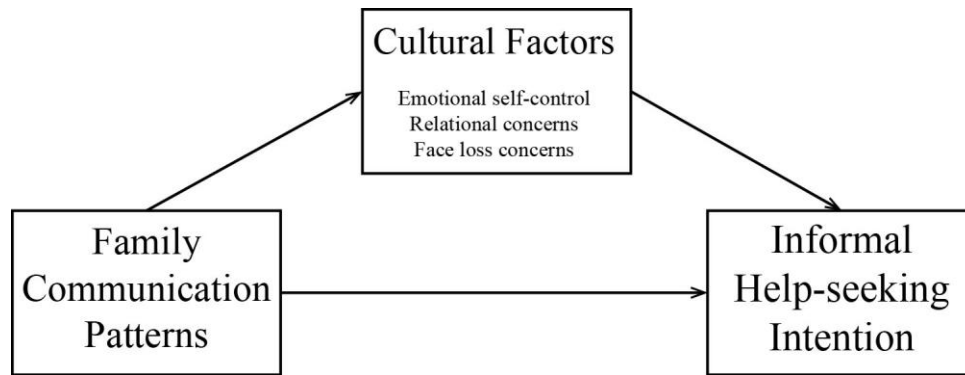 Cultural Factors
Emotional self-control
Relational concerns
Face loss concerns
Family
Communication
Patterns
Informal
Help-seeking
Intention